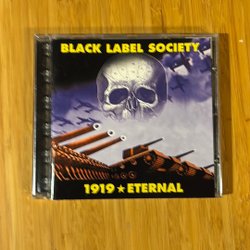 BLACK LABEL SOCIETY
1919 ★ ETERNAL